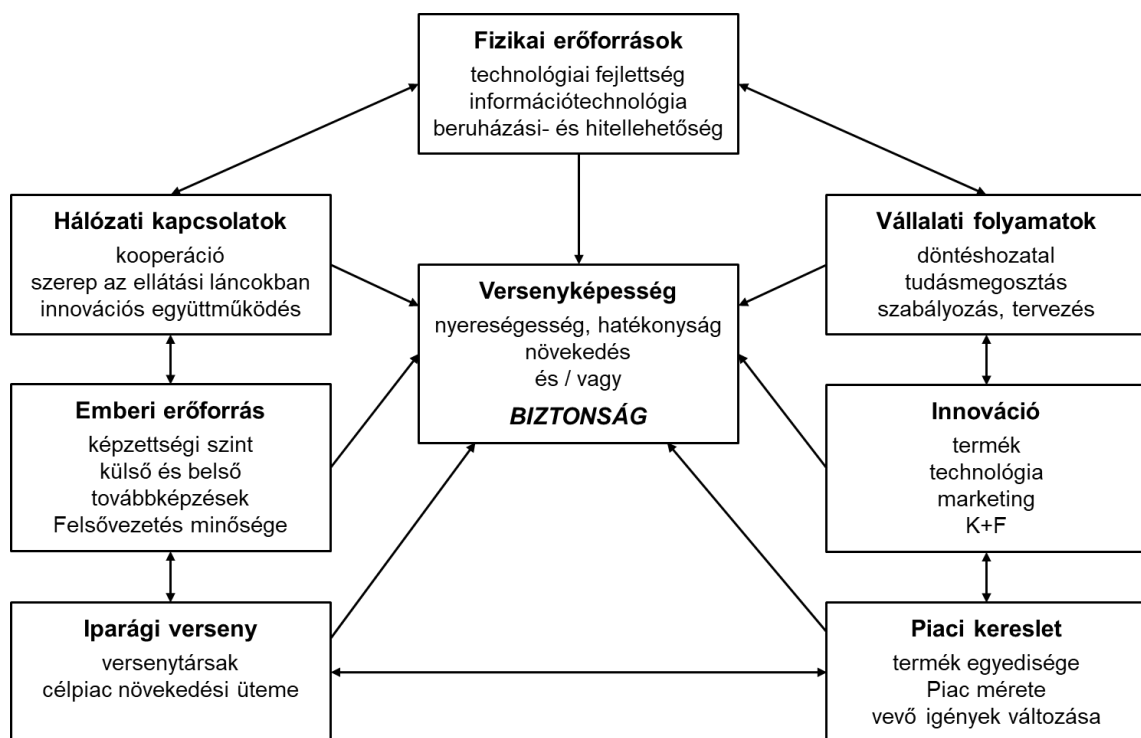 Fizikai erőforrások
technológiai fejlettség
információtechnológia
beruházási- és hitellehetőség
Hálózati kapcsolatok
kooperáció
szerep az ellátási láncokban
innovációs együttműködés
Versenyképesség
nyereségesség, hatékonyság
növekedés
és / vagy
BIZTONSÁG
Vállalati folyamatok
döntéshozatal
tudásmegosztás
szabályozás, tervezés
Emberi erőforrás
képzettségi szint
külső és belső
továbbképzések
Felsővezetés minősége
Innováció
termék
technológia
marketing
K+F
Iparági verseny
versenytársak
célpiac növekedési üteme
Piaci kereslet
termék egyedisége
Piac mérete
vevő igények változása